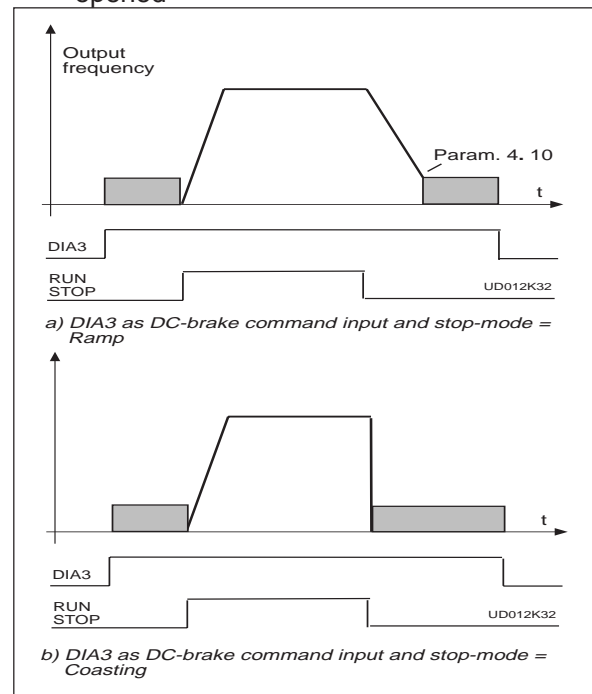 opened
Output
frequency
Param. 4. 10
t
DIA3
RUN
STOP
UD012K32
a) DIA3 as DC-brake command input and stop-mode =
Ramp
t
DIA3
RUN
STOP
UD012K32
b) DIA3 as DC-brake command input and stop-mode =
Coasting